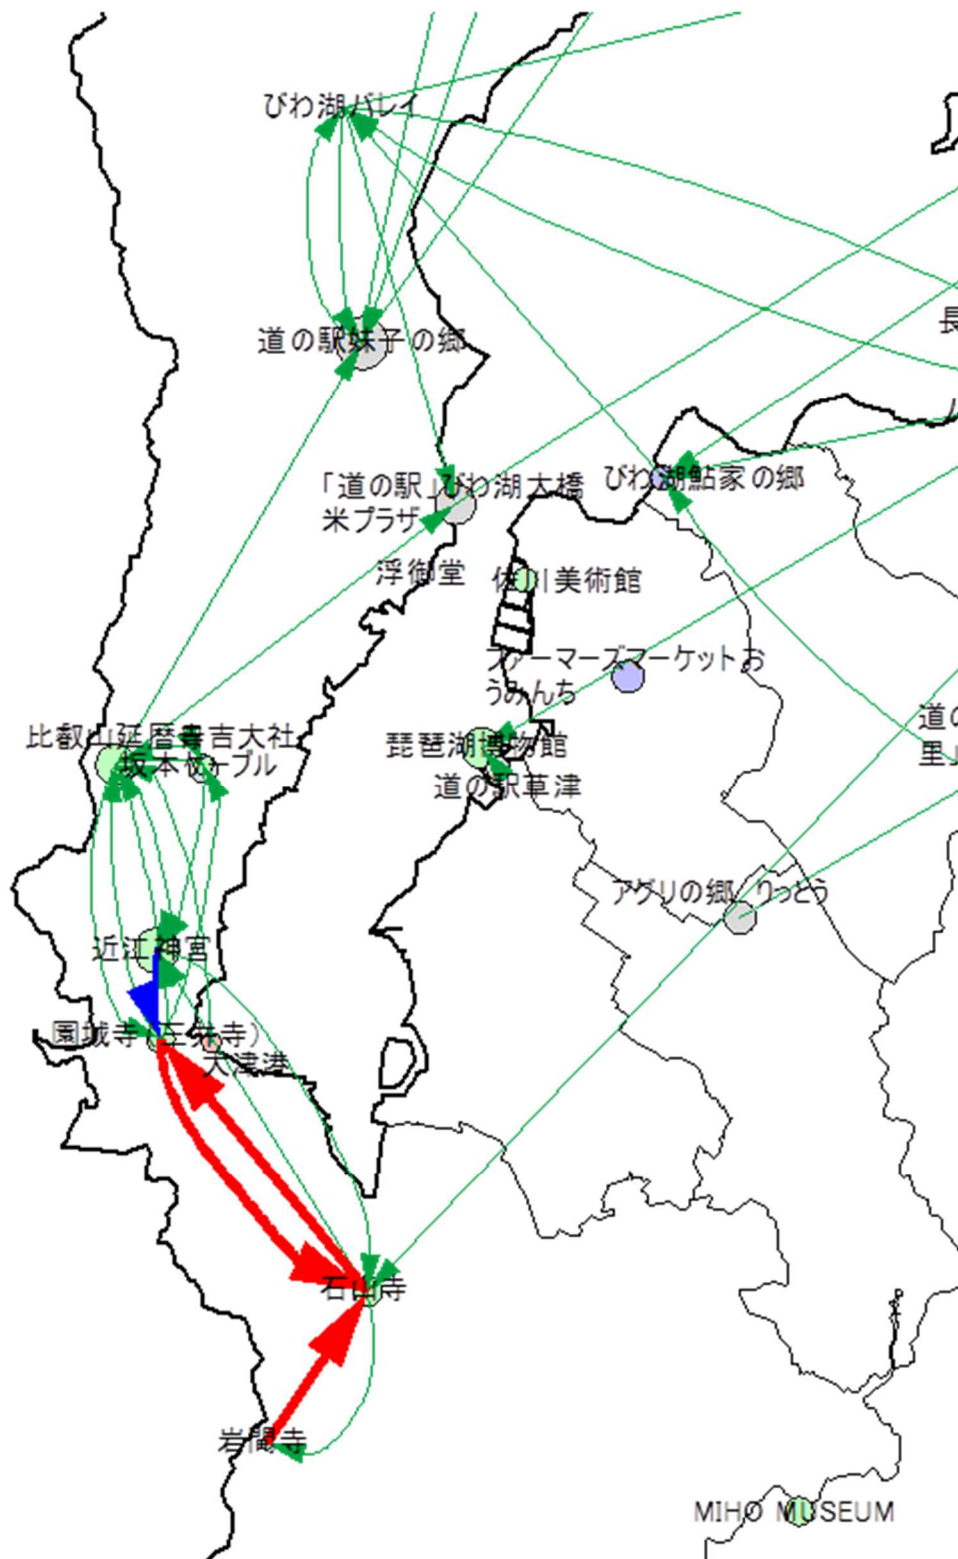 びわ湖バレイ
長
道の駅妹子の郷
「道の駅」びわ湖大橋
米プラザ
びわ湖鮎家の郷
浮御堂
佐川美術館
ファーマーズマーケットお
うみんち
道の
里山
比叡山延暦寺
吉大社
坂本ケーブル
琵琶湖博物館
道の駅草津
アグリの郷 りっとう
近江神宮
園城寺(三井寺)
大津港
石山寺
岩間寺
MIHO MUSEUM